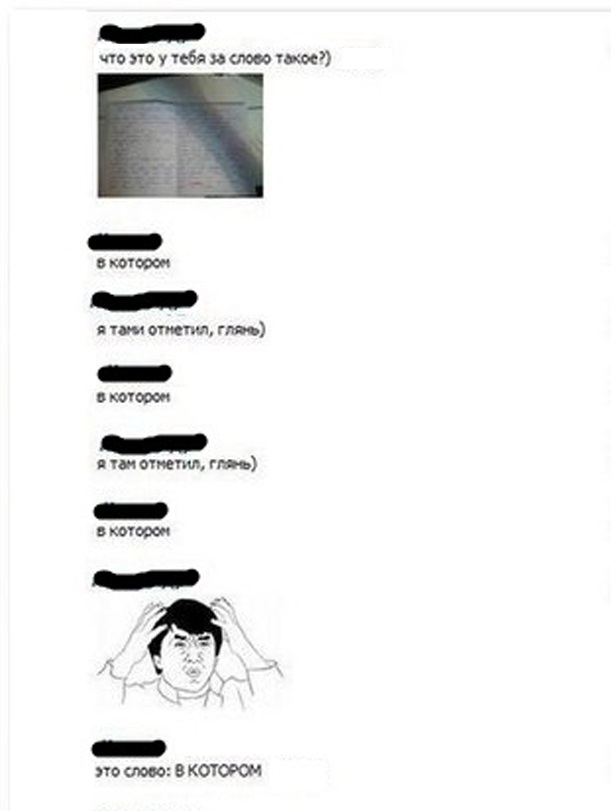 что это у тебя за слово такое?)
в котором
я тами отметил, глянь)
в котором
я там отметил, глянь)
в котором
это слово: В КОТОРОМ